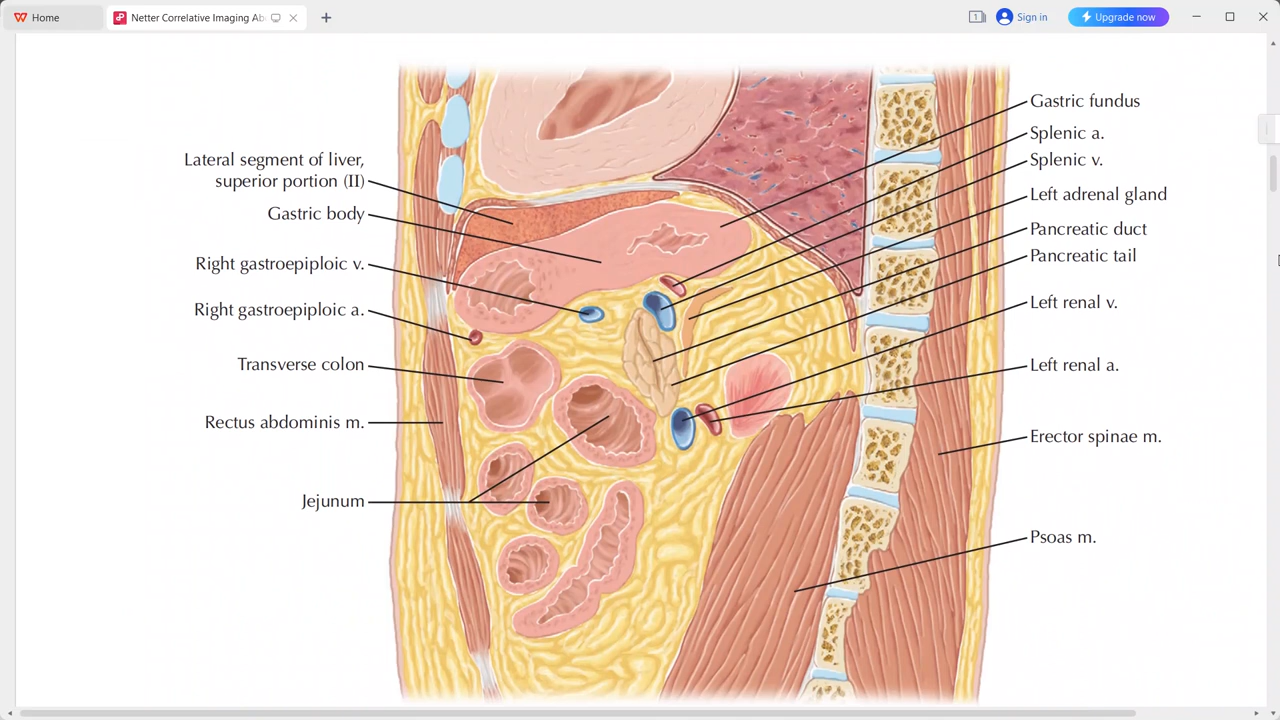 Home
Netter Correlative Imaging Ab
1
Sign in
Upgrade now
Lateral segment of liver,
superior portion (II)
Gastric body
Right gastroepiploic v.
Right gastroepiploic a.
Transverse colon
Rectus abdominis m.
Jejunum
Gastric fundus
Splenic a.
Splenic v.
Left adrenal gland
Pancreatic duct
Pancreatic tail
Left renal v.
Left renal a.
Erector spinae m.
Psoas m.